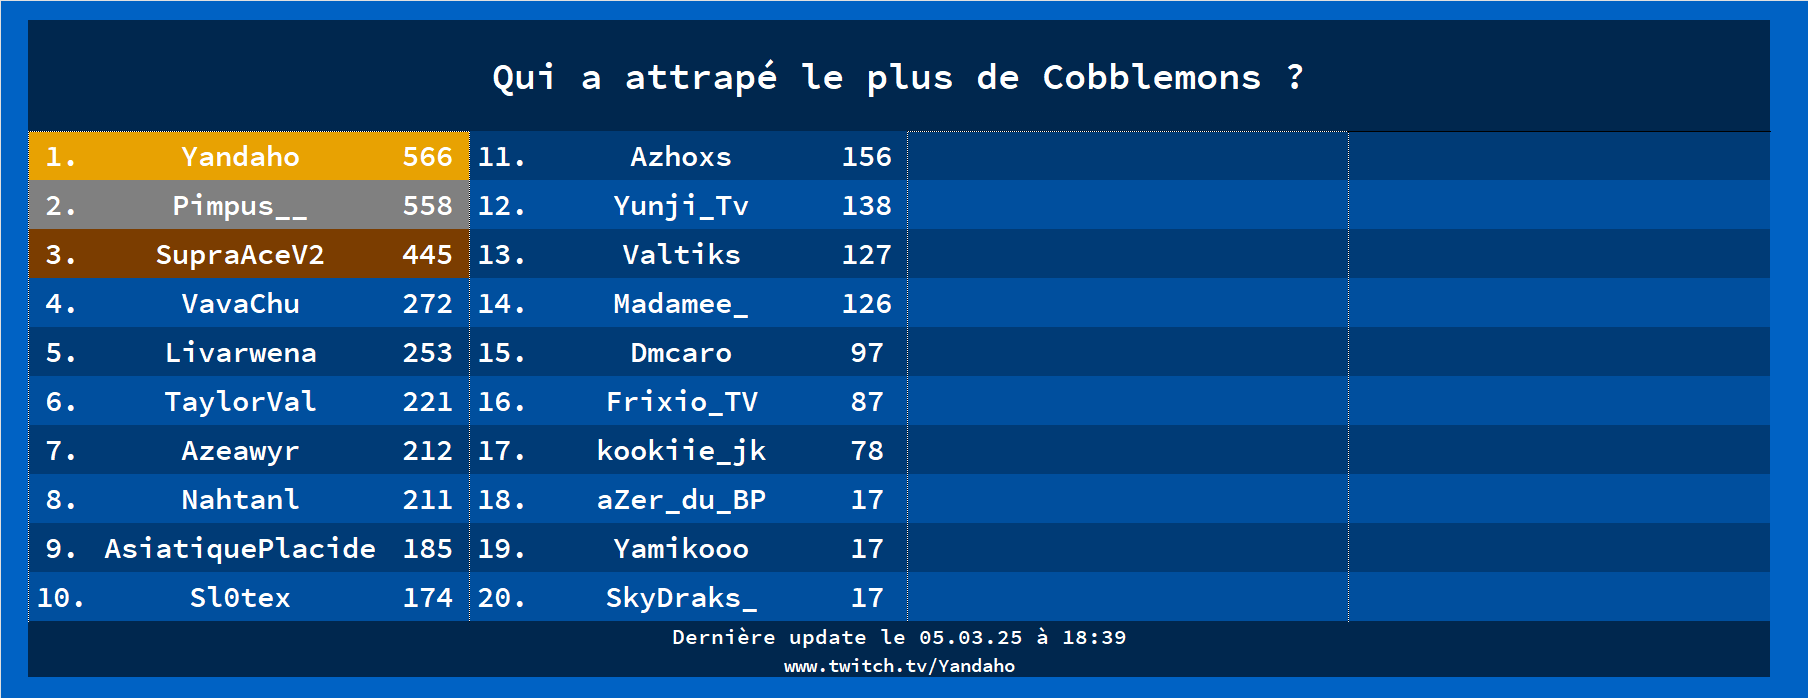 Qui a attrapé le plus de Cobblemons ?
1. Yandaho 566
2. Pimpus__ 558
3. SupraAceV2 445
4. VavaChu 272
5. Livarwena 253
6. TaylorVal 221
7. Azeawyr 212
8. Nahtanl 211
9. AsiatiquePlacide 185
10. Sl0tex 174
11. Azhoxs 156
12. Yunji_Tv 138
13. Valtiks 127
14. Madamee_ 126
15. Dmcaro 97
16. Frixio_TV 87
17. kookiie_jk 78
18. aZer_du_BP 17
19. Yamikooo 17
20. SkyDraks_ 17
Dernière update le 05.03.25 à 18:39
www.twitch.tv/Yandaho